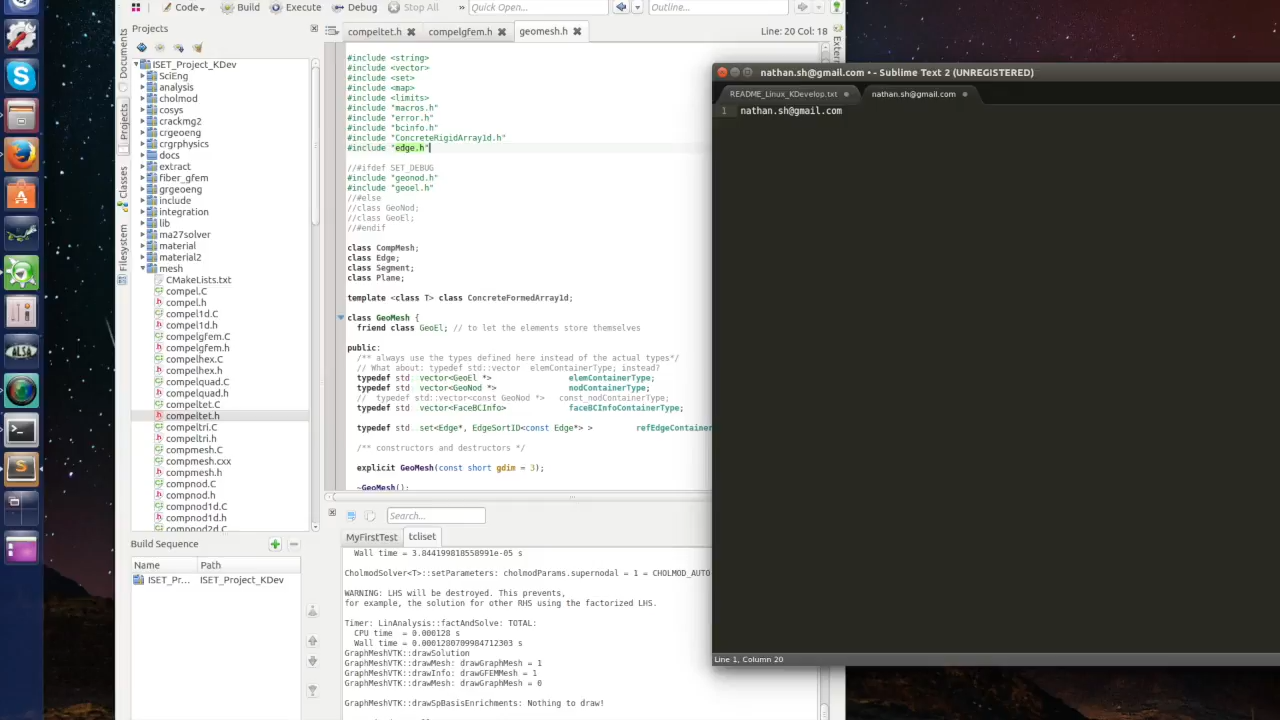 Code
Build
Execute
Debug
Stop All
»
Quick Open...
Outline...
Projects
compeltet.h
compelgfem.h
geomesh.h
Line: 20 Col: 18
Documents
Projects
Classes
Filesystem
ISET_Project_KDev
SciEng
analysis
cholmod
cosys
crackmg2
crgeoeng
crgrphysics
docs
extract
fiber_gfem
grgeoeng
include
integration
lib
ma27solver
material
material2
mesh
CMakeLists.txt
compel.C
compel.h
compel1d.C
compel1d.h
compelgfem.C
compelgfem.h
compelhex.C
compelhex.h
compelquad.C
compelquad.h
compeltet.C
compeltet.h
compeltri.C
compeltri.h
compmesh.C
compmesh.cxx
compmesh.h
compnod.C
compnod.h
compnod1d.C
compnod1d.h
compnod2d.C
Build Sequence
Name Path
ISET_Pr... ISET_Project_KDev
#include <string>
#include <vector>
#include <set>
#include <map>
#include <limits>
#include "macros.h"
#include "error.h"
#include "bcinfo.h"
#include "ConcreteRigidArray1d.h"
#include "edge.h"
//#ifdef SET_DEBUG
#include "geonod.h"
#include "geoel.h"
//#else
//class GeoNod;
//class GeoEl;
//#endif
class CompMesh;
class Edge;
class Segment;
class Plane;
template <class T> class ConcreteFormedArray1d;
class GeoMesh {
friend class GeoEl; // to let the elements store themselves
public:
/** always use the types defined here instead of the actual types*/
// What about: typedef std::vector elemContainerType; instead?
typedef std::vector<GeoEl *> elemContainerType;
typedef std::vector<GeoNod *> nodContainerType;
// typedef std::vector<const GeoNod *> const_nodContainerType;
typedef std::vector<FaceBCInfo> faceBCInfoContainerType;
typedef std::set<Edge*, EdgeSortID<const Edge*> > refEdgeContainer
/** constructors and destructors */
explicit GeoMesh(const short gdim = 3);
~GeoMesh();
Search...
MyFirstTest
tcliset
Wall time = 3.844199818558991e-05 s
CholmodSolver<T>::setParameters: cholmodParams.supernodal = 1 = CHOLMOD_AUTO
WARNING: LHS will be destroyed. This prevents,
for example, the solution for other RHS using the factorized LHS.
Timer: LinAnalysis::factAndSolve: TOTAL:
CPU time = 0.000128 s
Wall time = 0.0001280709984712303 s
GraphMeshVTK::drawSolution
GraphMeshVTK::drawMesh: drawGraphMesh = 1
GraphMeshVTK::drawInfo: drawGFEMMesh = 1
GraphMeshVTK::drawMesh: drawGraphMesh = 0
GraphMeshVTK::drawSpBasisEnrichments: Nothing to draw!
nathan.sh@gmail.com • - Sublime Text 2 (UNREGISTERED)
README_Linux_KDevelop.txt
nathan.sh@gmail.com
1 nathan.sh@gmail.com
Line 1, Column 20